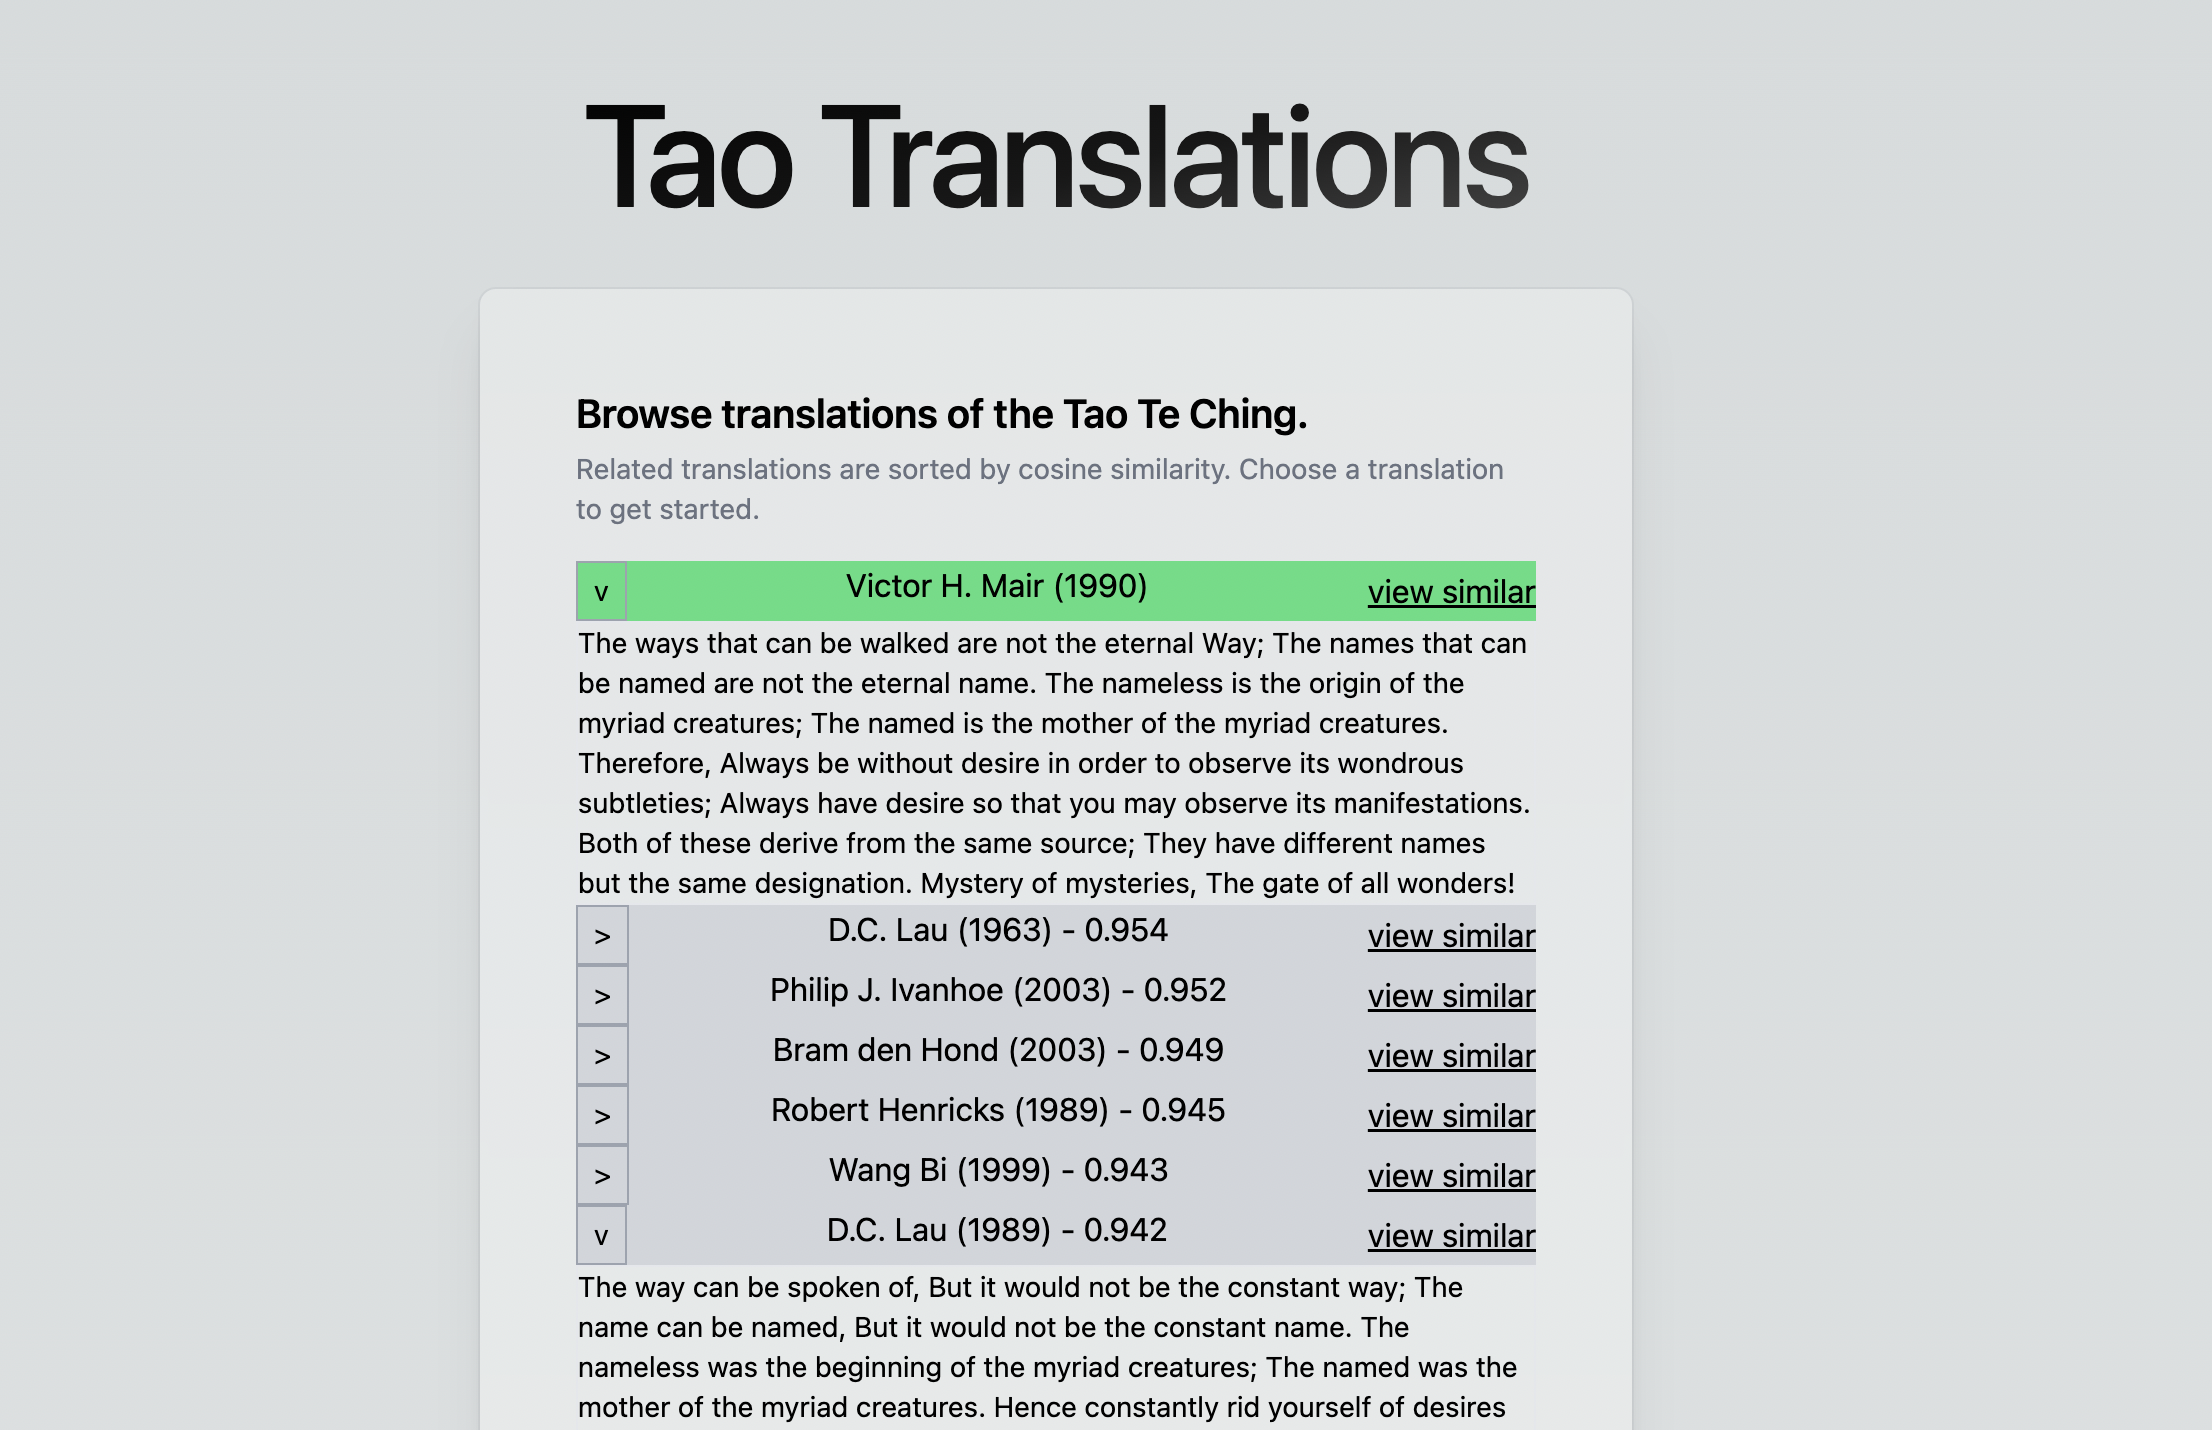 Tao Translations
Browse translations of the Tao Te Ching.
Related translations are sorted by cosine similarity. Choose a translation
to get started.
v Victor H. Mair (1990) view similar
The ways that can be walked are not the eternal Way; The names that can
be named are not the eternal name. The nameless is the origin of the
myriad creatures; The named is the mother of the myriad creatures.
Therefore, Always be without desire in order to observe its wondrous
subtleties; Always have desire so that you may observe its manifestations.
Both of these derive from the same source; They have different names
but the same designation. Mystery of mysteries, The gate of all wonders!
> D.C. Lau (1963) - 0.954 view similar
> Philip J. Ivanhoe (2003) - 0.952 view similar
> Bram den Hond (2003) - 0.949 view similar
> Robert Henricks (1989) - 0.945 view similar
> Wang Bi (1999) - 0.943 view similar
v D.C. Lau (1989) - 0.942 view similar
The way can be spoken of, But it would not be the constant way; The
name can be named, But it would not be the constant name. The
nameless was the beginning of the myriad creatures; The named was the
mother of the myriad creatures. Hence constantly rid yourself of desires